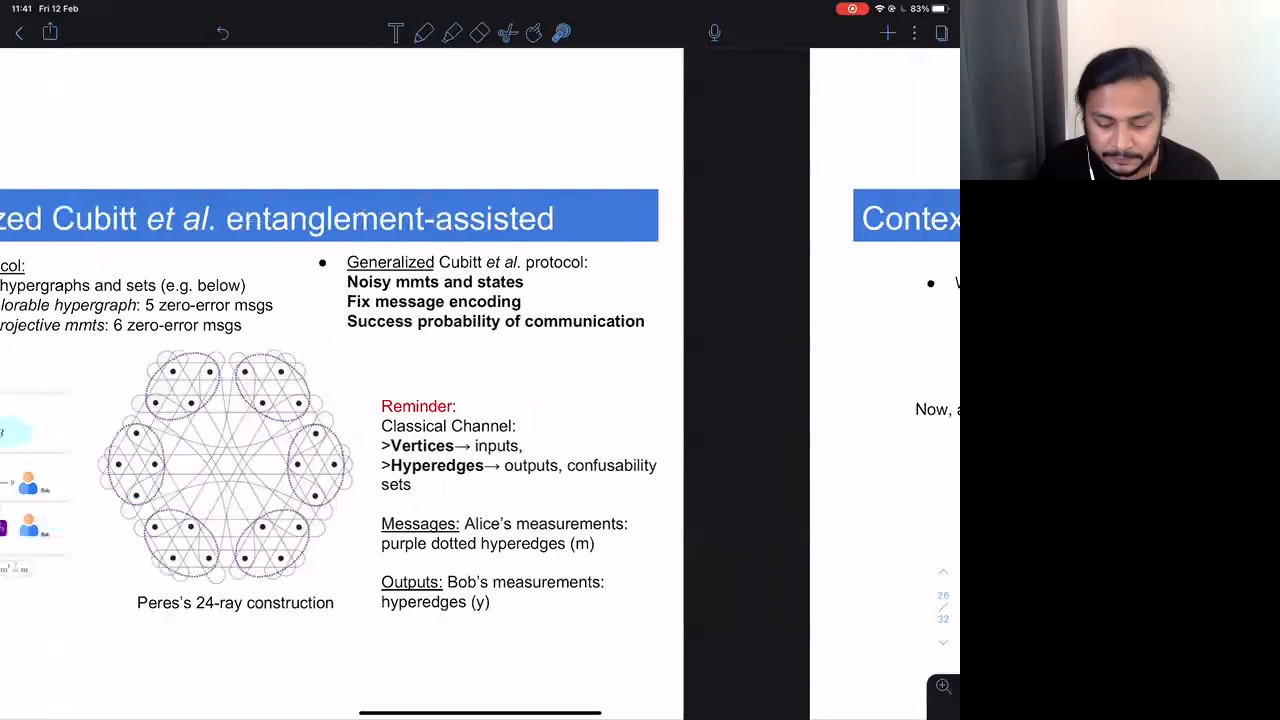 11:41 Fri 12 Feb
83%
zed Cubitt et al. entanglement-assisted
col:
hypergraphs and sets (e.g. below)
lorable hypergraph: 5 zero-error msgs
rojective mmts: 6 zero-error msgs
● Generalized Cubitt et al. protocol:
Noisy mmts and states
Fix message encoding
Success probability of communication
Reminder:
Classical Channel:
>Vertices→ inputs,
>Hyperedges→ outputs, confusability
sets
Messages: Alice's measurements:
purple dotted hyperedges (m)
Outputs: Bob's measurements:
hyperedges (y)
Peres's 24-ray construction
y
Bob
Bob
Contex
Now, a
26
/
32